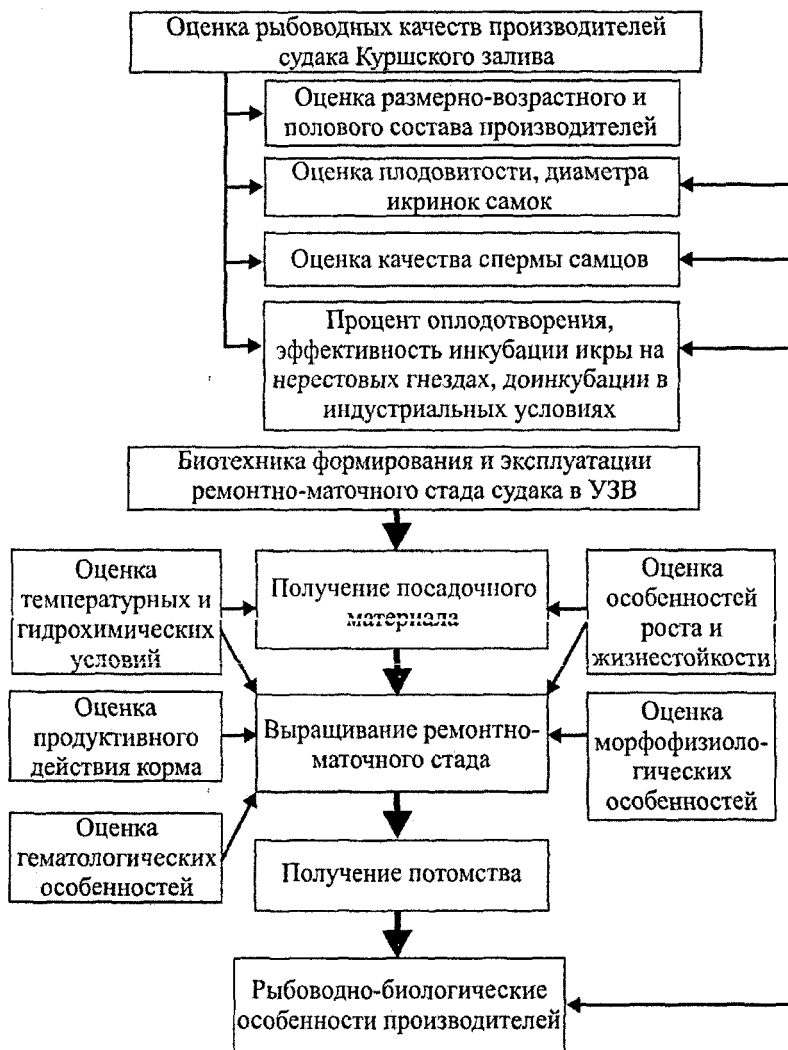 Оценка рыбоводных качеств производителей
судака Куршского залива
Оценка размерно-возрастного и
полового состава производителей
Оценка плодовитости, диаметра
икринок самок
Оценка качества спермы самцов
Процент оплодотворения,
эффективность инкубации икры на
нерестовых гнездах, доинкубации в
индустриальных условиях
Биотехника формирования и эксплуатации
ремонтно-маточного стада судака в УЗВ
Оценка
температурных и
гидрохимических
условий
Получение посадочного
материала
Оценка
особенностей
роста и
жизнестойкости
Оценка
продуктивного
действия корма
Выращивание ремонтно-
маточного стада
Оценка
морфофизиоло-
гических
особенностей
Оценка
гематологических
особенностей
Получение потомства
Рыбоводно-биологические
особенности производителей